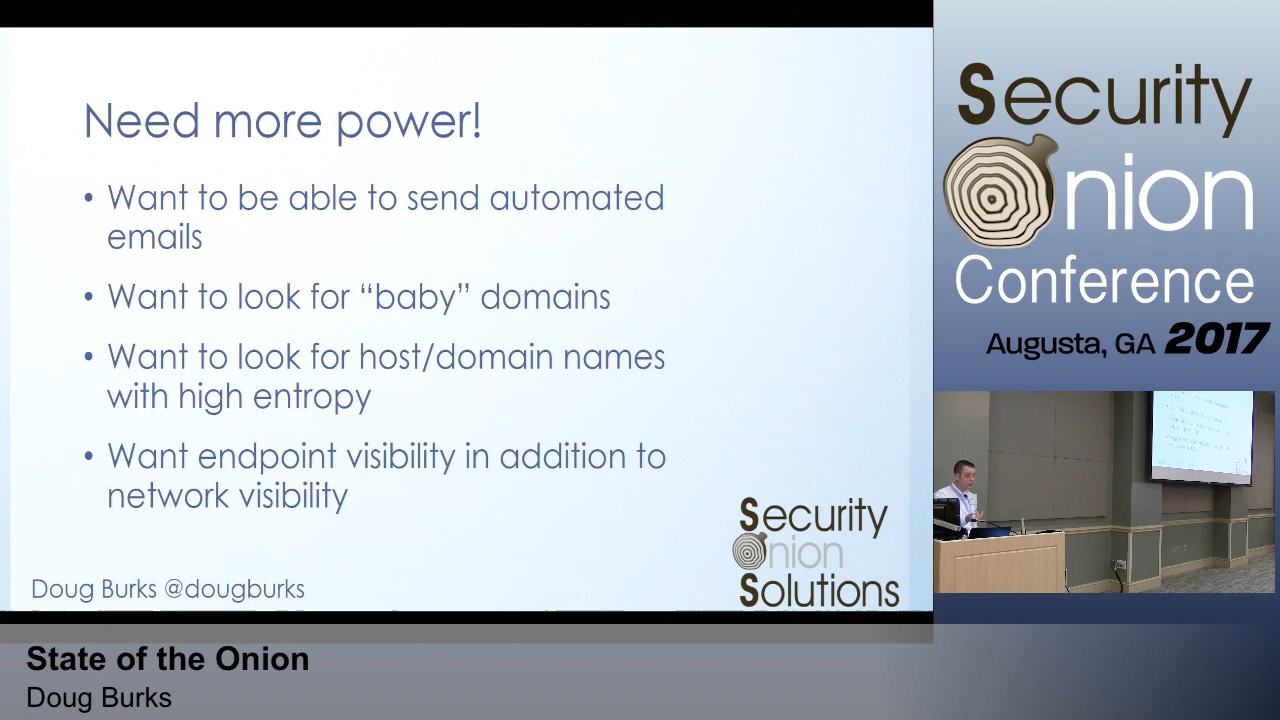 Need more power!
• Want to be able to send automated
emails
• Want to look for “baby” domains
• Want to look for host/domain names
with high entropy
• Want endpoint visibility in addition to
network visibility
Doug Burks @dougburks
Security
Onion
Solutions
Security
Onion
Conference
Augusta, GA 2017
State of the Onion
Doug Burks